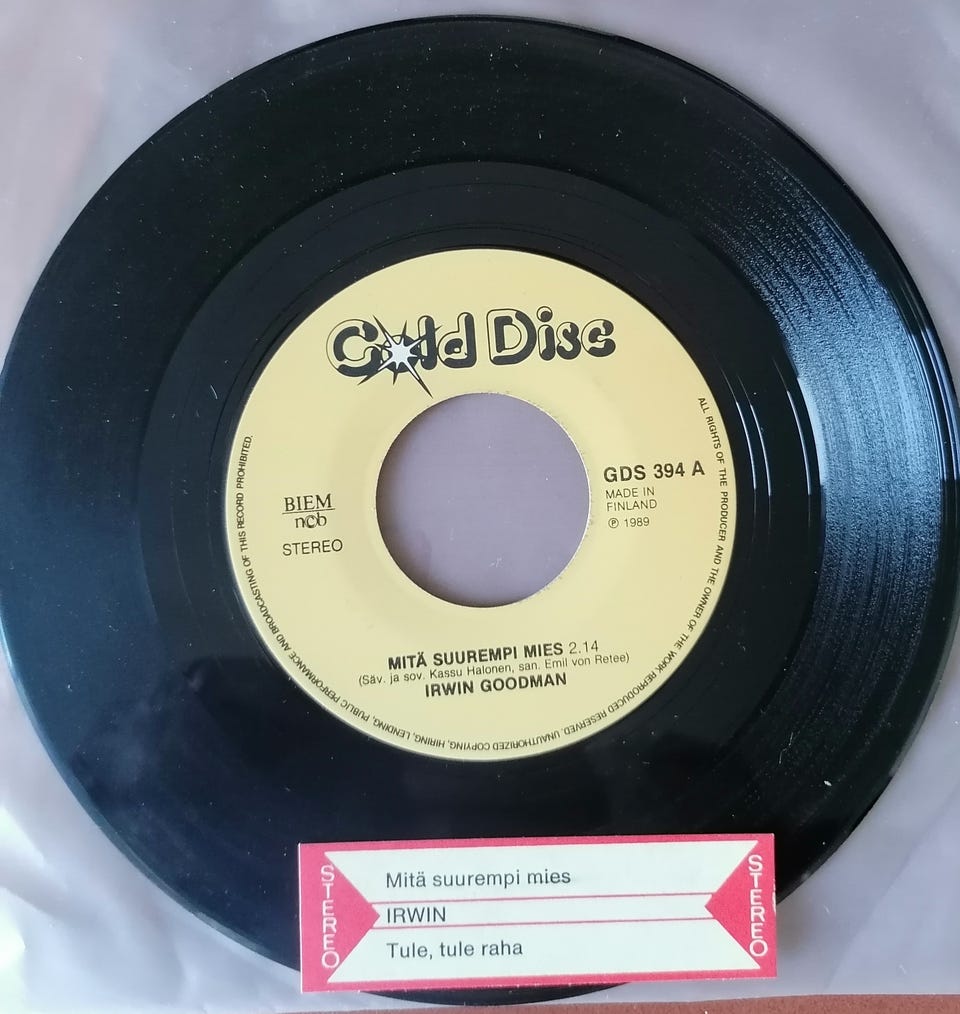 Gold Disc
BIEM
ncb
STEREO
GDS 394 A
MADE IN
FINLAND
℗ 1989
MITÄ SUUREMPI MIES 2.14
(Säv. ja sov. Kassu Halonen, san. Emil von Retee)
IRWIN GOODMAN
ALL RIGHTS OF THE PRODUCER AND THE OWNER OF THE WORK REPRODUCED RESERVED. UNAUTHORIZED COPYING, HIRING, LENDING, PUBLIC PERFORMANCE AND BROADCASTING OF THIS RECORD PROHIBITED.
STEREO
Mitä suurempi mies
IRWIN
Tule, tule raha
STEREO